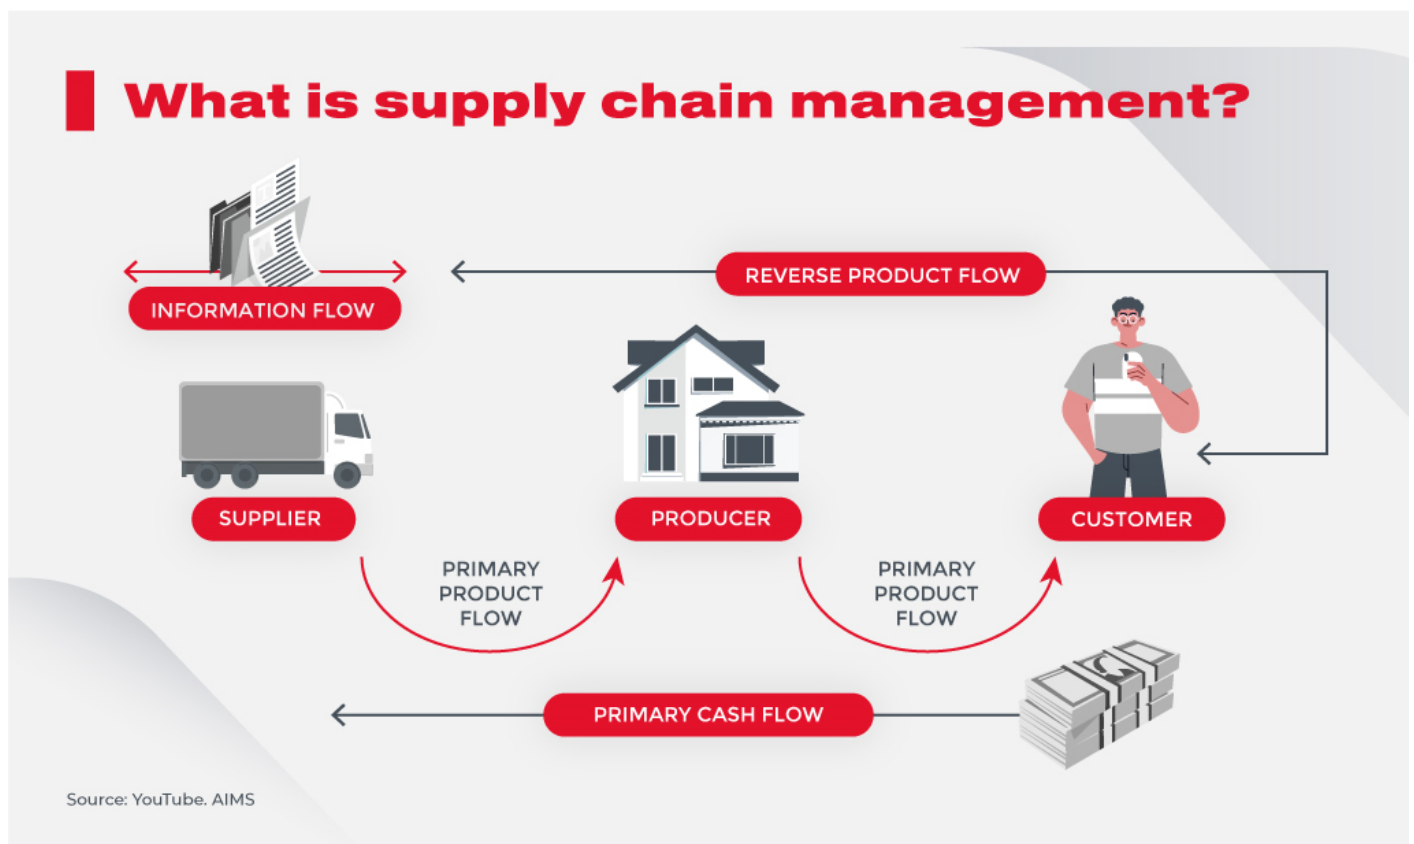 What is supply chain management?
INFORMATION FLOW
REVERSE PRODUCT FLOW
SUPPLIER
PRODUCER
CUSTOMER
PRIMARY
PRODUCT
FLOW
PRIMARY
PRODUCT
FLOW
PRIMARY CASH FLOW
Source: YouTube. AIMS